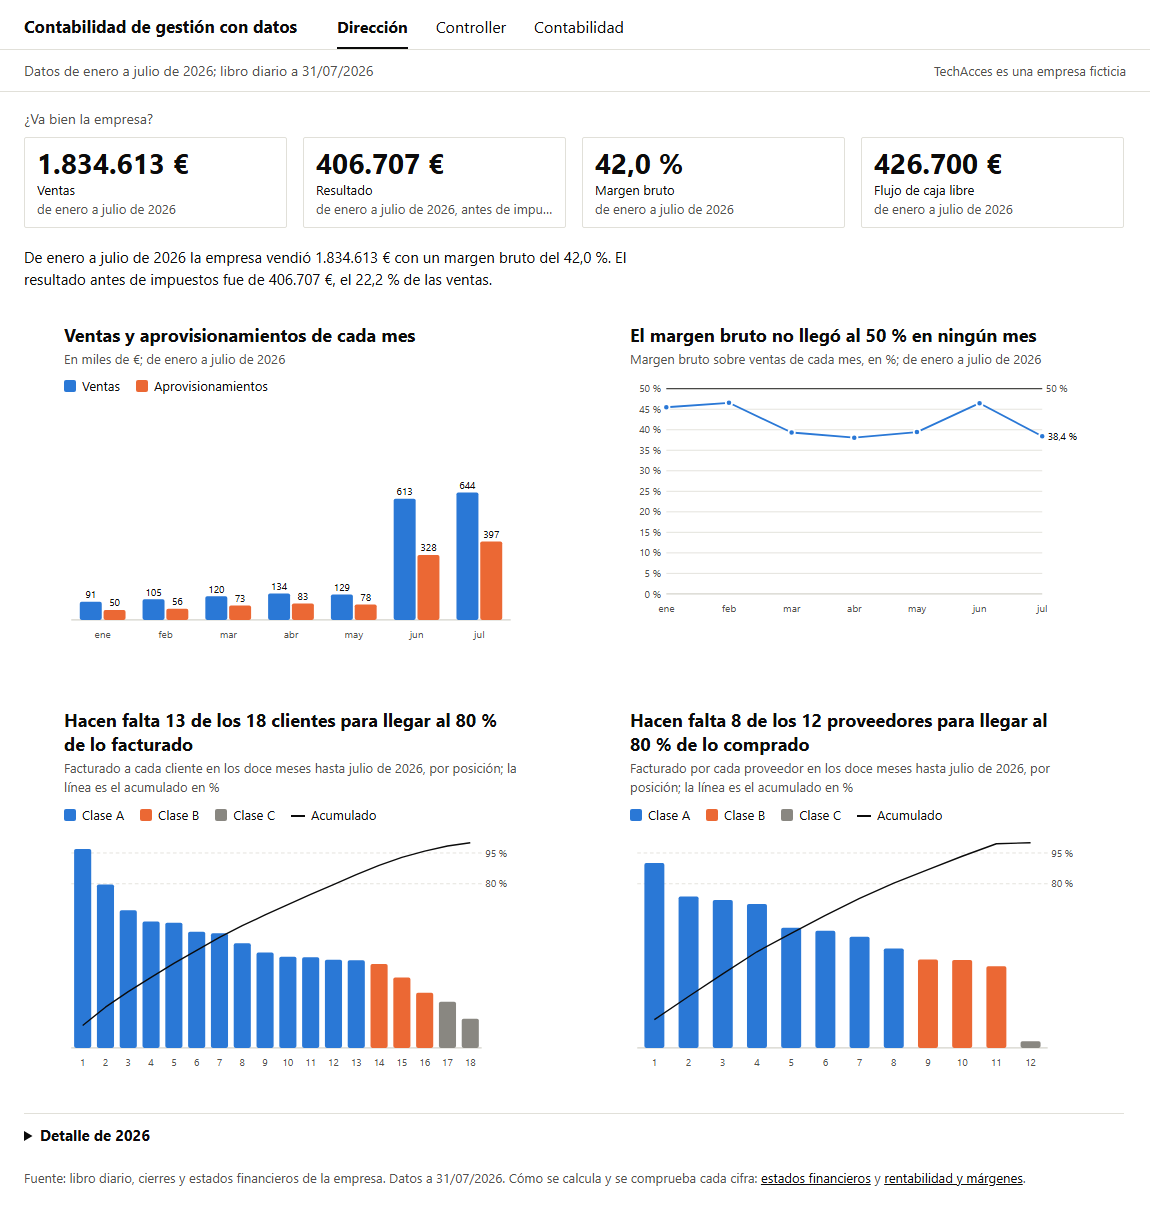 Contabilidad de gestión con datos
Dirección
Controller
Contabilidad
Datos de enero a julio de 2026; libro diario a 31/07/2026
TechAcces es una empresa ficticia
¿Va bien la empresa?
1.834.613 €
Ventas
de enero a julio de 2026
406.707 €
Resultado
de enero a julio de 2026, antes de impu...
42,0 %
Margen bruto
de enero a julio de 2026
426.700 €
Flujo de caja libre
de enero a julio de 2026
De enero a julio de 2026 la empresa vendió 1.834.613 € con un margen bruto del 42,0 %. El
resultado antes de impuestos fue de 406.707 €, el 22,2 % de las ventas.
Ventas y aprovisionamientos de cada mes
En miles de €; de enero a julio de 2026
Ventas
Aprovisionamientos
91
50
105
56
120
73
134
83
129
78
613
328
644
397
ene
feb
mar
abr
may
jun
jul
El margen bruto no llegó al 50 % en ningún mes
Margen bruto sobre ventas de cada mes, en %; de enero a julio de 2026
50 %
45 %
40 %
35 %
30 %
25 %
20 %
15 %
10 %
5 %
0 %
50 %
38,4 %
ene
feb
mar
abr
may
jun
jul
Hacen falta 13 de los 18 clientes para llegar al 80 %
de lo facturado
Facturado a cada cliente en los doce meses hasta julio de 2026, por posición; la
línea es el acumulado en %
Clase A
Clase B
Clase C
Acumulado
95 %
80 %
1
2
3
4
5
6
7
8
9
10
11
12
13
14
15
16
17
18
Hacen falta 8 de los 12 proveedores para llegar al
80 % de lo comprado
Facturado por cada proveedor en los doce meses hasta julio de 2026, por
posición; la línea es el acumulado en %
Clase A
Clase B
Clase C
Acumulado
95 %
80 %
1
2
3
4
5
6
7
8
9
10
11
12
Detalle de 2026
Fuente: libro diario, cierres y estados financieros de la empresa. Datos a 31/07/2026. Cómo se calcula y se comprueba cada cifra: estados financieros y rentabilidad y márgenes.